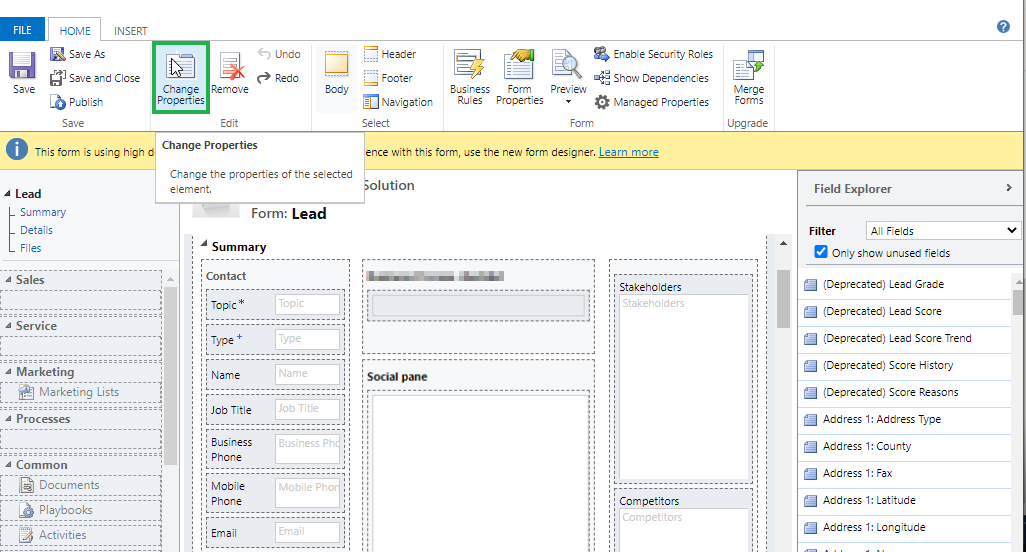 FILE
HOME
INSERT
Save
Save As
Save and Close
Publish
Save
Change
Properties
Remove
Undo
Redo
Edit
Body
Header
Footer
Navigation
Select
Business
Rules
Form
Properties
Preview
Enable Security Roles
Show Dependencies
Managed Properties
Form
Merge
Forms
Upgrade
This form is using high d
ence with this form, use the new form designer. Learn more
Change Properties
Change the properties of the selected
element.
Lead
Summary
Details
Files
Sales
Service
Marketing
Marketing Lists
Processes
Common
Documents
Playbooks
Activities
Solution
Form: Lead
Summary
Contact
Topic * Topic
Type + Type
Name Name
Job Title Job Title
Business
Phone
Business Pho
Mobile
Phone
Mobile Phon
Email Email
Social pane
Stakeholders
Stakeholders
Competitors
Competitors
Field Explorer
Filter All Fields
Only show unused fields
(Deprecated) Lead Grade
(Deprecated) Lead Score
(Deprecated) Lead Score Trend
(Deprecated) Score History
(Deprecated) Score Reasons
Address 1: Address Type
Address 1: County
Address 1: Fax
Address 1: Latitude
Address 1: Longitude